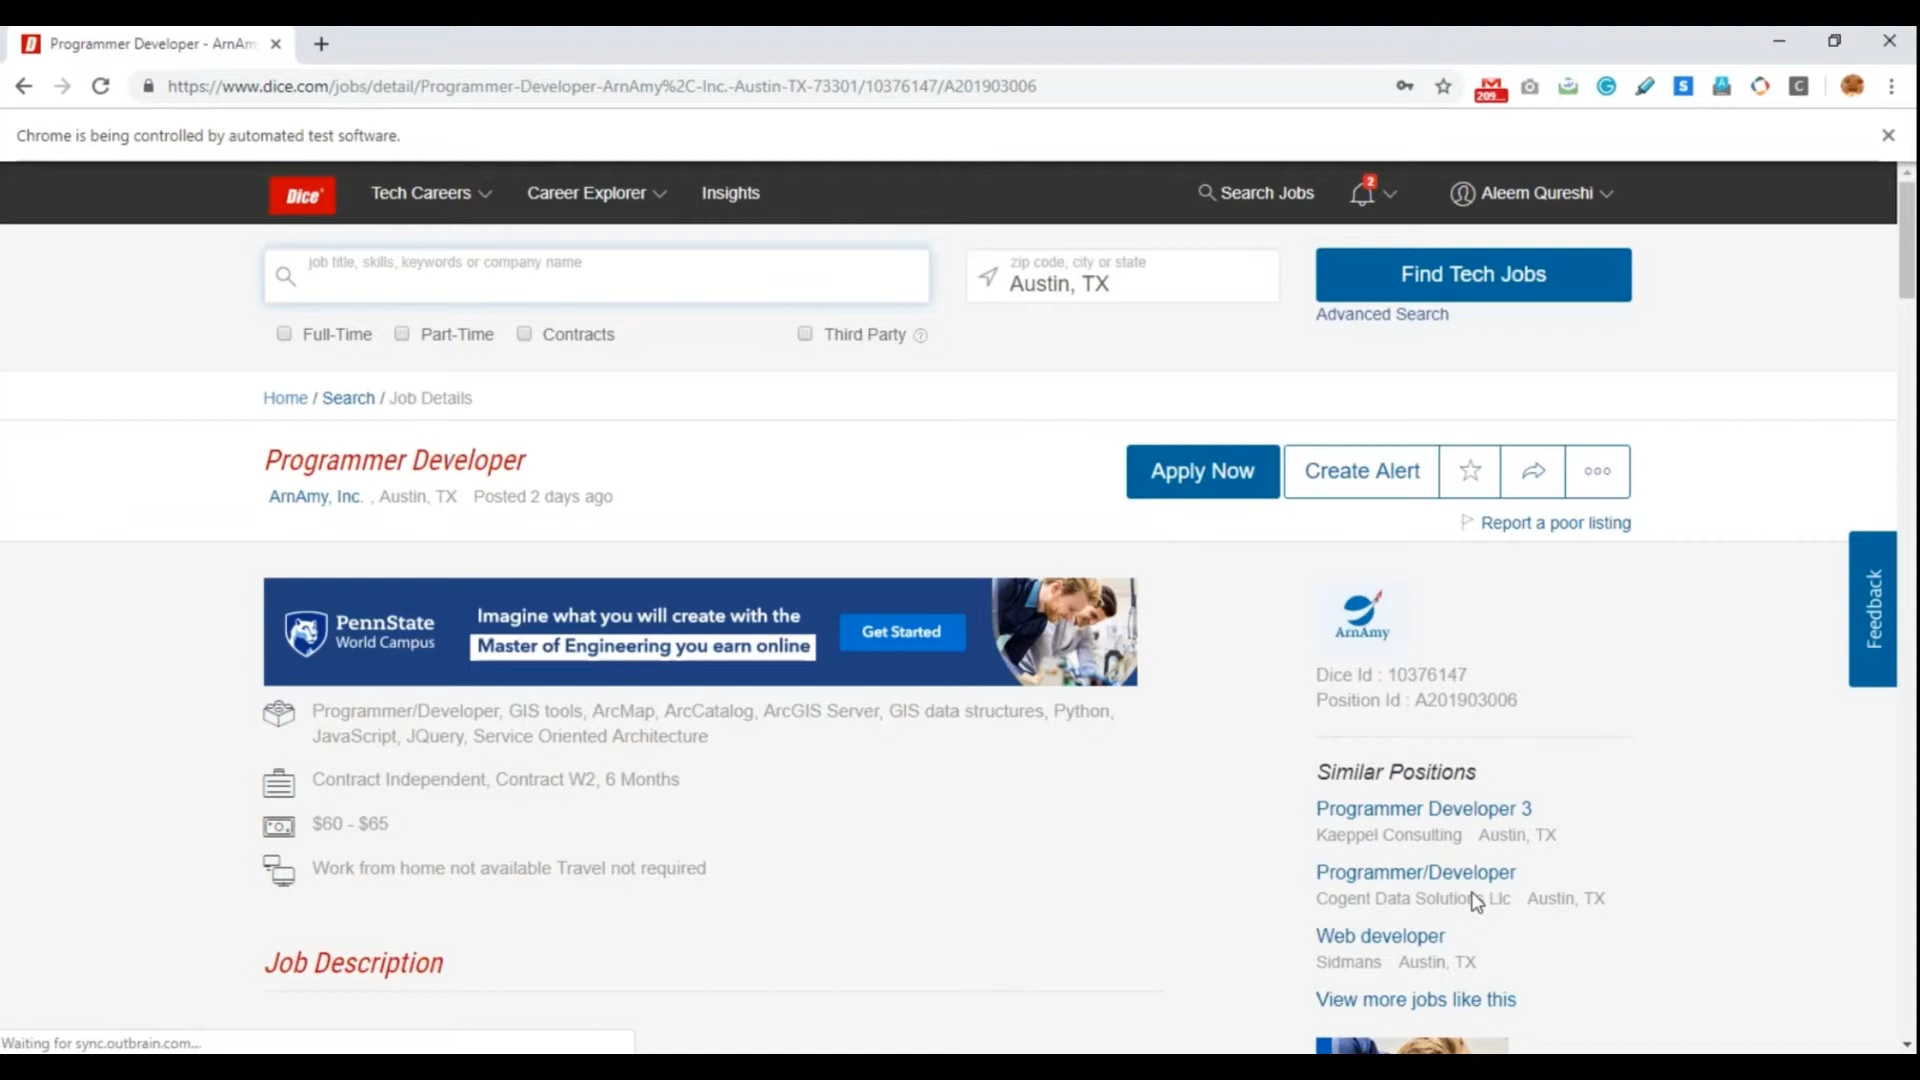 Programmer Developer - ArnAm
https://www.dice.com/jobs/detail/Programmer-Developer-ArnAmy%2C-Inc.-Austin-TX-73301/10376147/A201903006
209...
S
C
Chrome is being controlled by automated test software.
Dice
Tech Careers
Career Explorer
Insights
Search Jobs
2
Aleem Qureshi
job title, skills, keywords or company name
zip code, city or state
Austin, TX
Find Tech Jobs
Advanced Search
Full-Time
Part-Time
Contracts
Third Party
Home / Search / Job Details
Programmer Developer
ArnAmy, Inc. , Austin, TX Posted 2 days ago
Apply Now
Create Alert
Report a poor listing
Feedback
PennState
World Campus
Imagine what you will create with the
Master of Engineering you earn online
Get Started
Programmer/Developer, GIS tools, ArcMap, ArcCatalog, ArcGIS Server, GIS data structures, Python,
JavaScript, JQuery, Service Oriented Architecture
Contract Independent, Contract W2, 6 Months
$60 - $65
Work from home not available Travel not required
Job Description
ArnAmy
Dice Id : 10376147
Position Id : A201903006
Similar Positions
Programmer Developer 3
Kaeppel Consulting Austin, TX
Programmer/Developer
Cogent Data Solutions Llc Austin, TX
Web developer
Sidmans Austin, TX
View more jobs like this
Waiting for sync.outbrain.com...